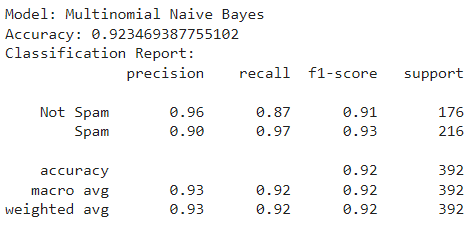 Model: Multinomial Naive Bayes
Accuracy: 0.923469387755102
Classification Report:
precision recall f1-score support
Not Spam 0.96 0.87 0.91 176
Spam 0.90 0.97 0.93 216
accuracy 0.92 392
macro avg 0.93 0.92 0.92 392
weighted avg 0.93 0.92 0.92 392